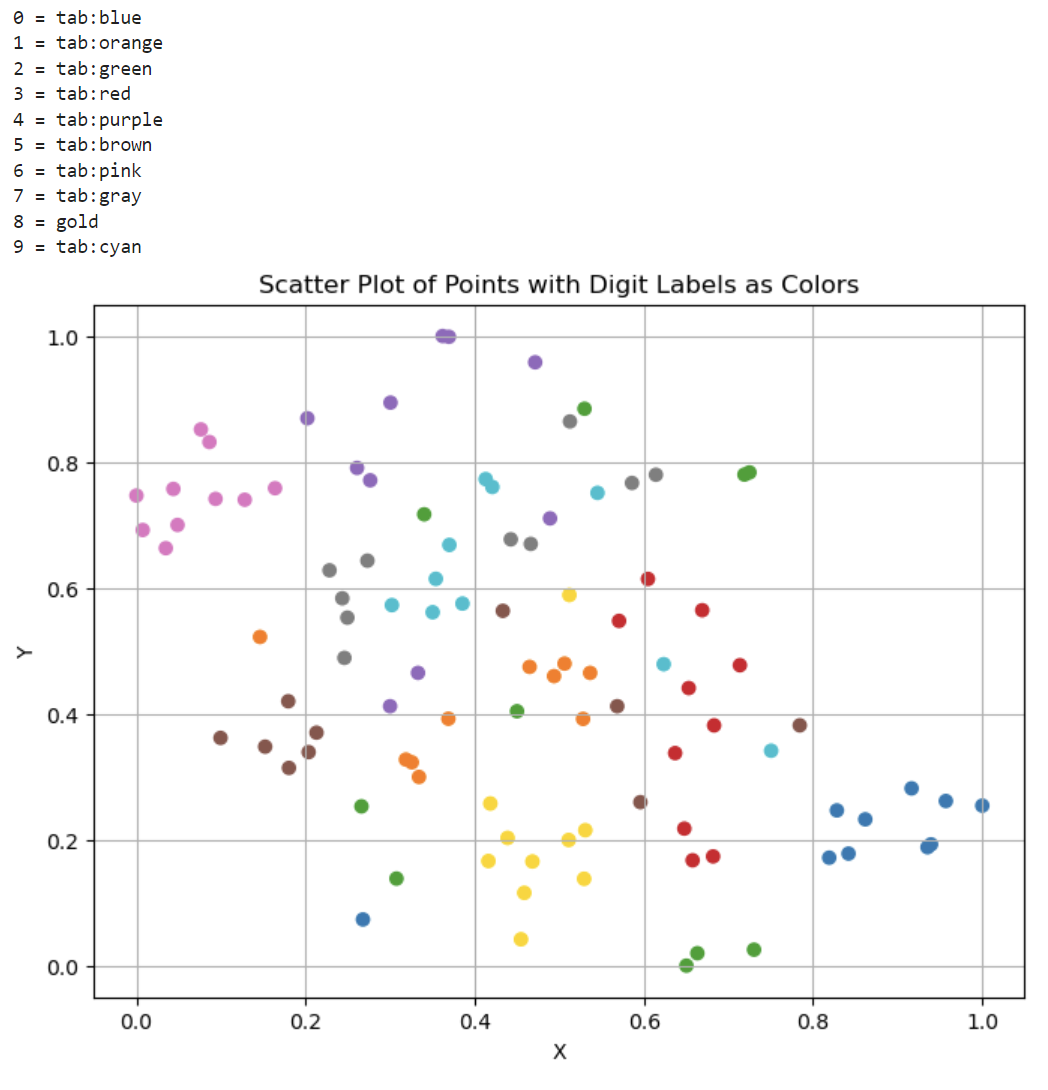 0 = tab:blue
1 = tab:orange
2 = tab:green
3 = tab:red
4 = tab:purple
5 = tab:brown
6 = tab:pink
7 = tab:gray
8 = gold
9 = tab:cyan
Scatter Plot of Points with Digit Labels as Colors
1.0
0.8
0.6
Y
0.4
0.2
0.0
0.0 0.2 0.4 0.6 0.8 1.0
X